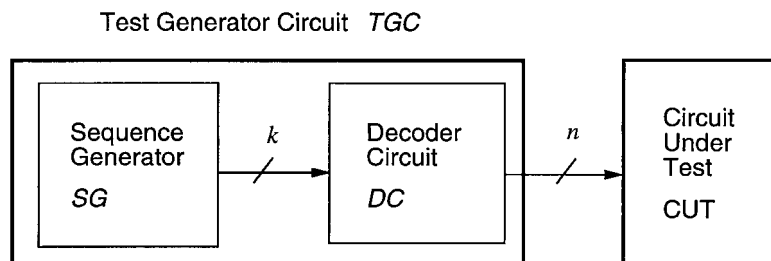 Test Generator Circuit TGC
Sequence
Generator
SG
k
Decoder
Circuit
DC
n
Circuit
Under
Test
CUT